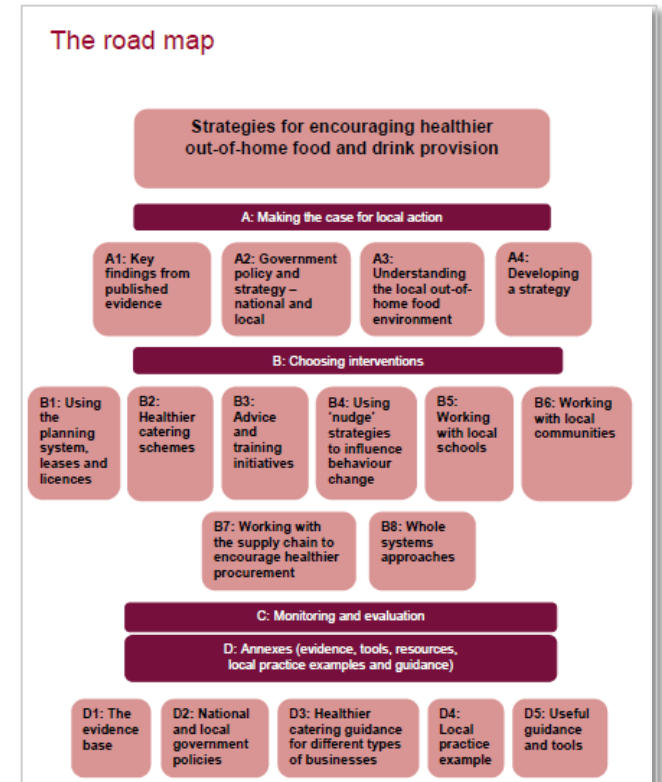 The road map
Strategies for encouraging healthier
out-of-home food and drink provision
A: Making the case for local action
A1: Key
findings from
published
evidence
A2: Government
policy and
strategy –
national and
local
A3:
Understanding
the local out-of-
home food
environment
A4:
Developing
a strategy
B: Choosing interventions
B1: Using
the
planning
system,
leases and
licences
B2:
Healthier
catering
schemes
B3:
Advice
and
training
initiatives
B4: Using
'nudge'
strategies
to influence
behaviour
change
B5:
Working
with local
schools
B6: Working
with local
communities
B7: Working with
the supply chain to
encourage healthier
procurement
B8: Whole
systems
approaches
C: Monitoring and evaluation
D: Annexes (evidence, tools, resources,
local practice examples and guidance)
D1: The
evidence
base
D2: National
and local
government
policies
D3: Healthier
catering guidance
for different types
of businesses
D4:
Local
practice
example
D5: Useful
guidance
and tools